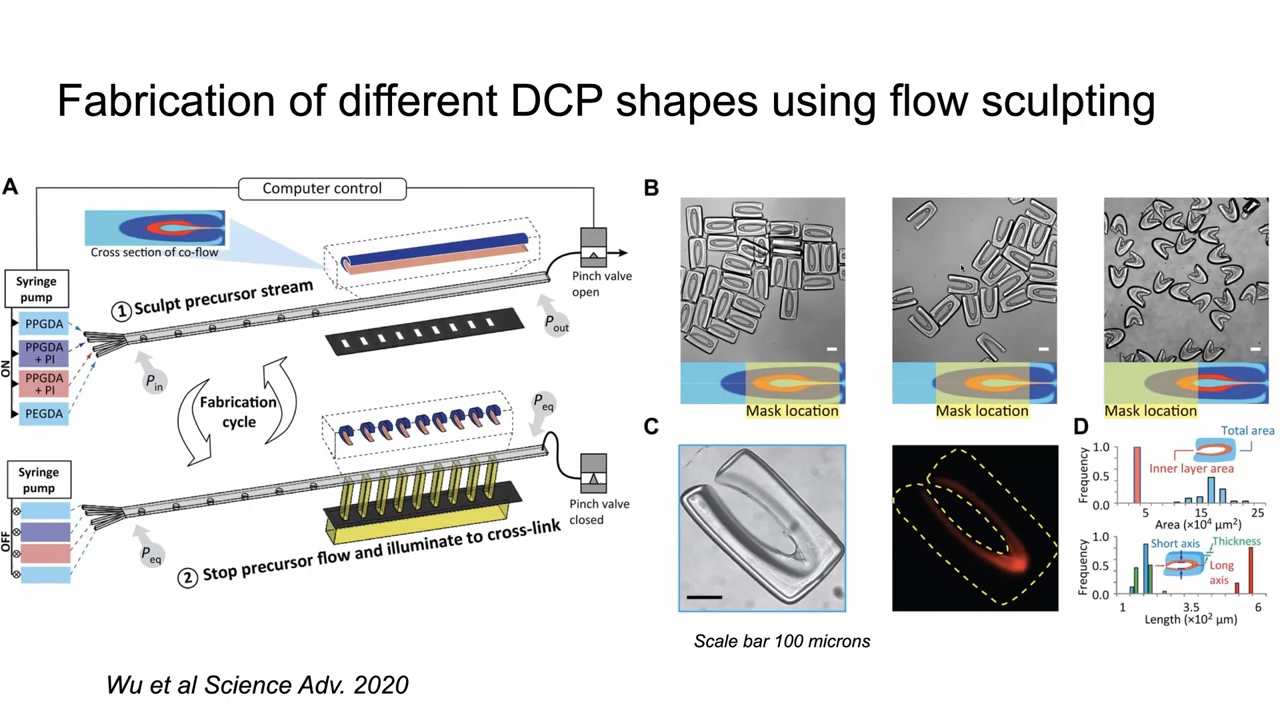 Fabrication of different DCP shapes using flow sculpting
A
Computer control
Cross section of co-flow
Syringe
pump
PPGDA
PPGDA
+ PI
PPGDA
+ PI
PEGDA
ON
1 Sculpt precursor stream
Pin
Pout
Pinch valve
open
Fabrication
cycle
Syringe
pump
OFF
Peq
Peq
Pinch valve
closed
2 Stop precursor flow and illuminate to cross-link
B
Mask location
Mask location
Mask location
C
Scale bar 100 microns
D
Total area
Inner layer area
Frequency
1.0
0.5
0.0
5 15 25
Area (×10⁴ μm²)
Short axis
Thickness
Long
axis
Frequency
1.0
0.5
0.0
1 3.5 6
Length (×10² μm)
Wu et al Science Adv. 2020